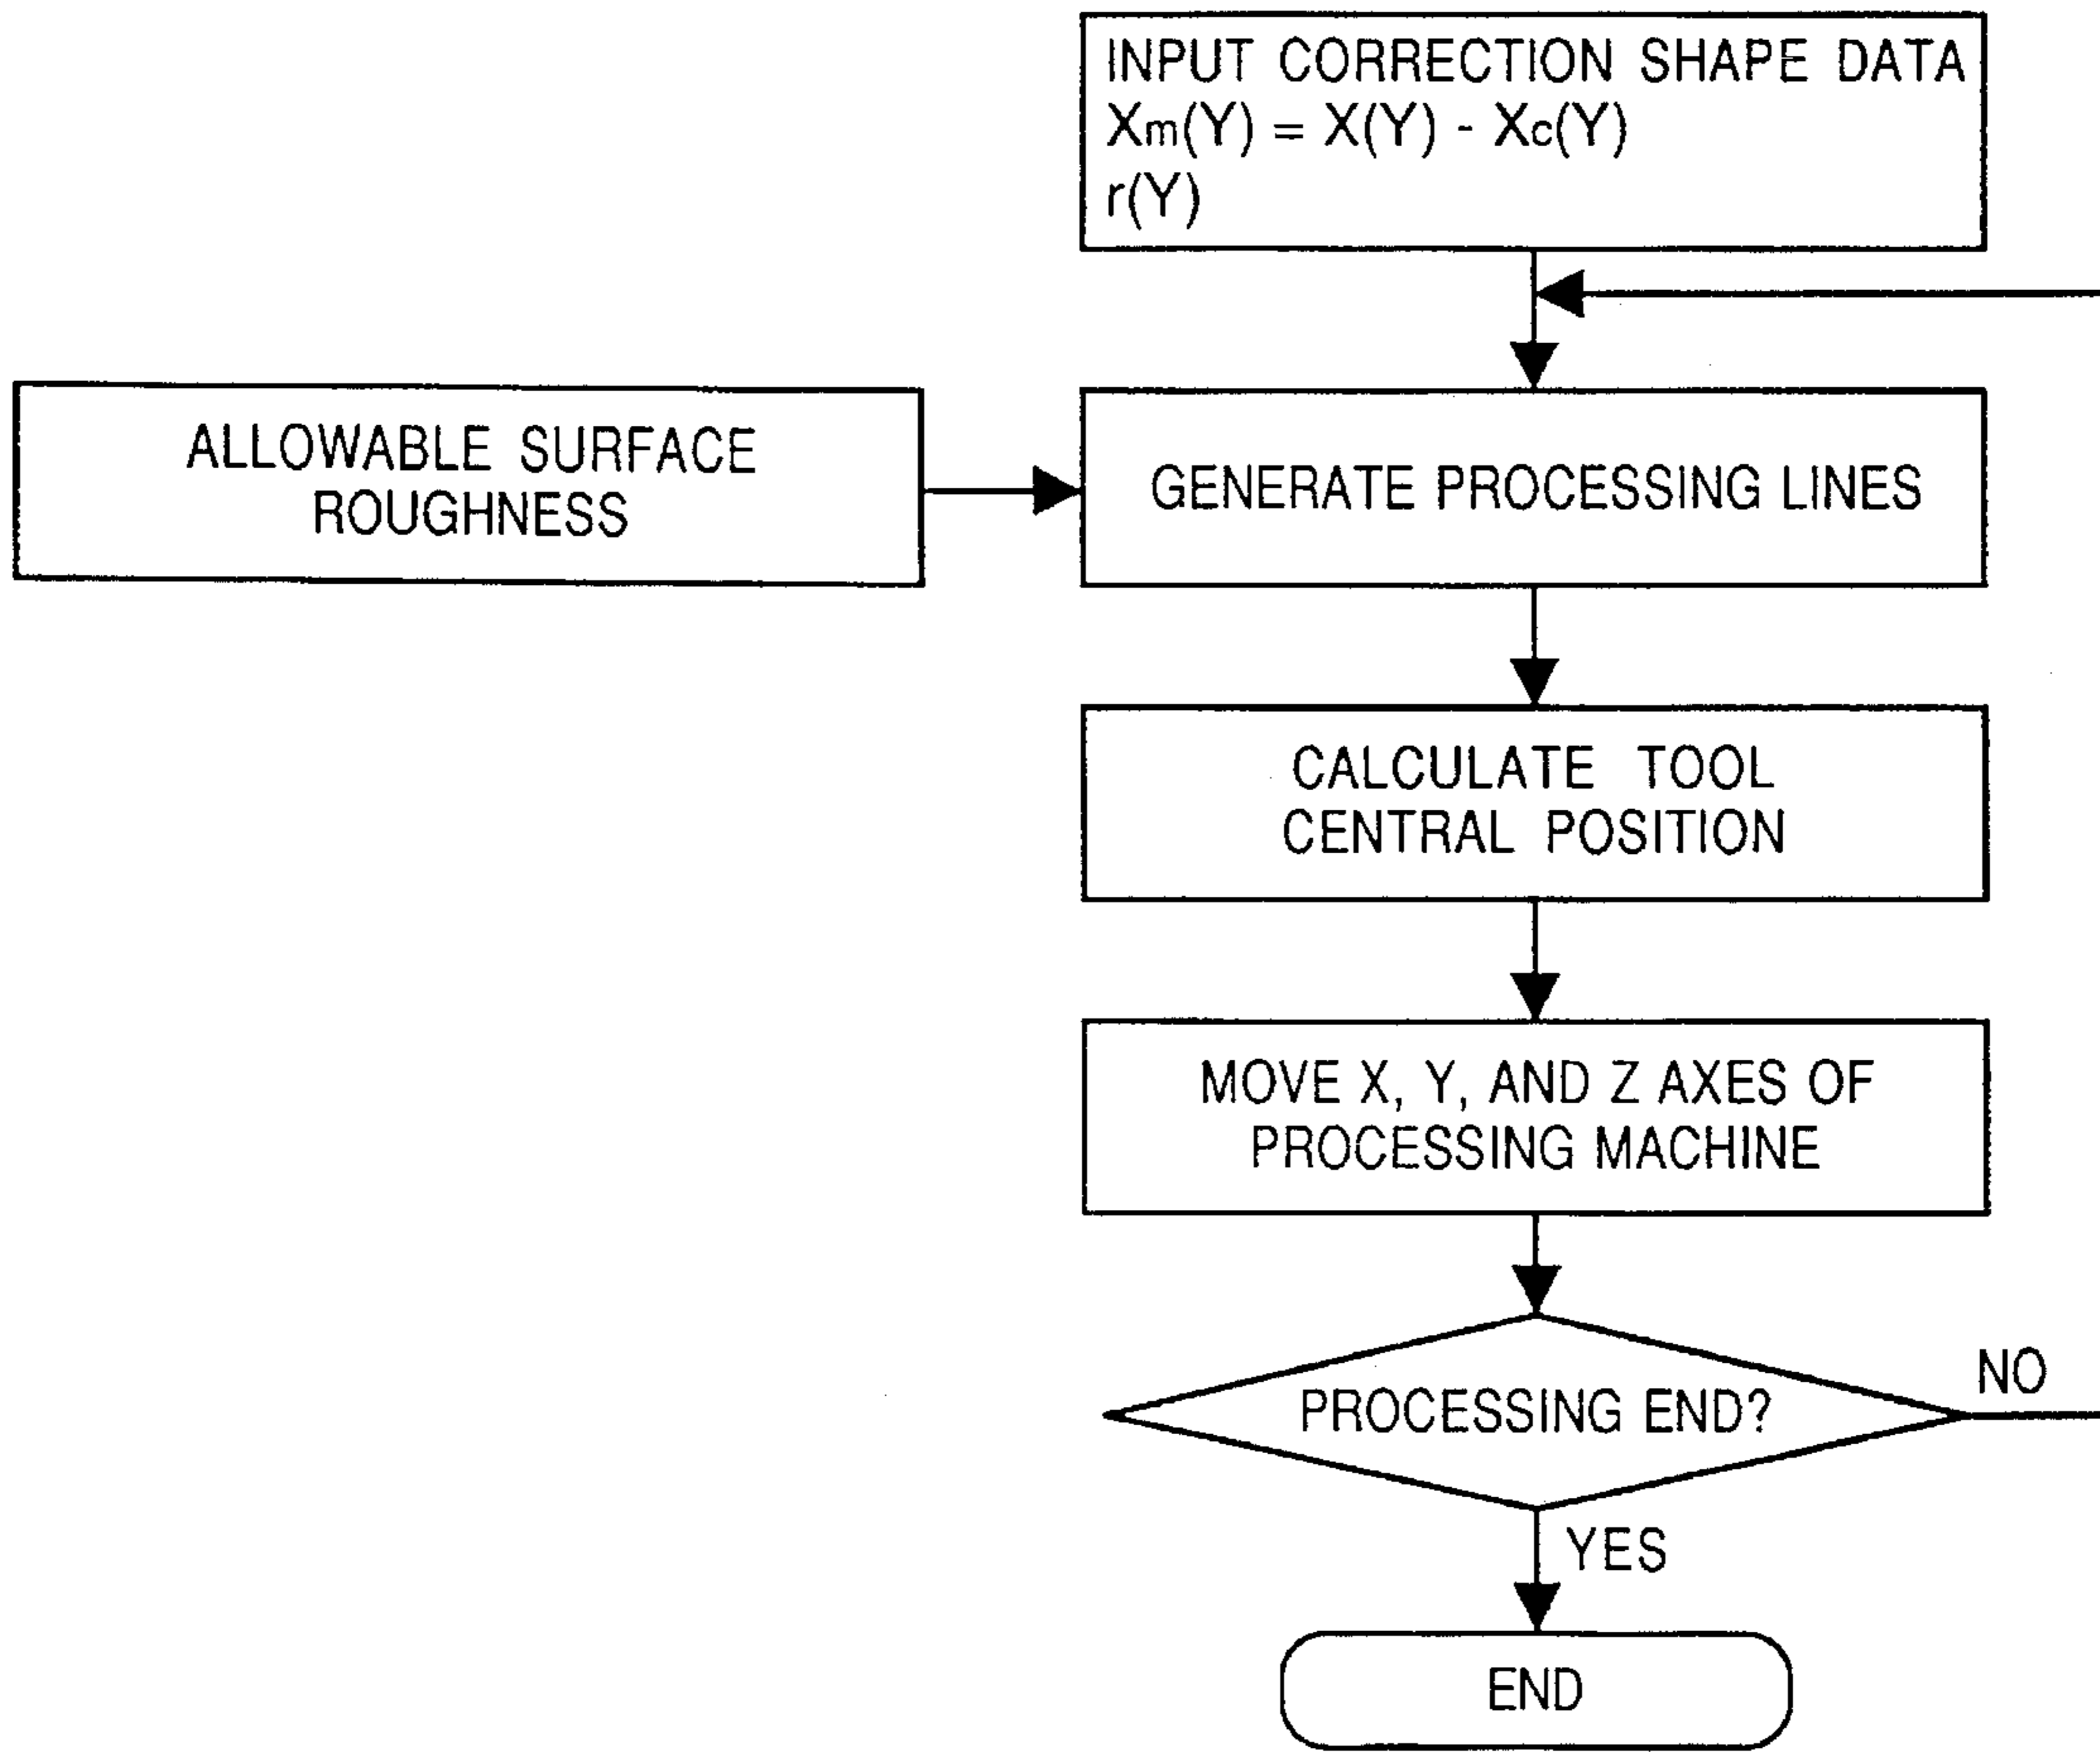 INPUT CORRECTION SHAPE DATA
Xm(Y) = X(Y) - Xc(Y)
r(Y)
ALLOWABLE SURFACE
ROUGHNESS
GENERATE PROCESSING LINES
CALCULATE TOOL
CENTRAL POSITION
MOVE X, Y, AND Z AXES OF
PROCESSING MACHINE
PROCESSING END?
NO
YES
END